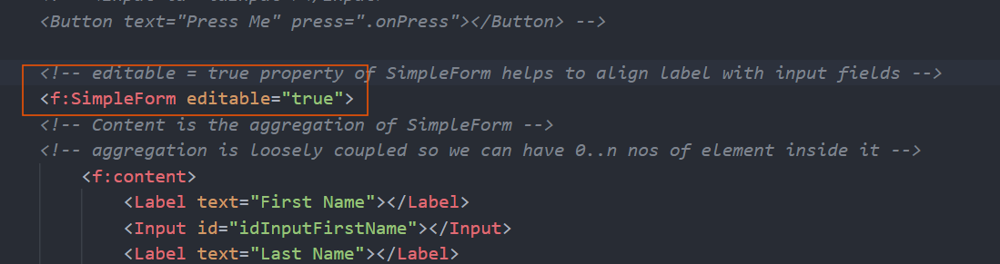 <Button text="Press Me" press=".onPress"></Button> -->
<!-- editable = true property of SimpleForm helps to align label with input fields -->
<f:SimpleForm editable="true">
<!-- Content is the aggregation of SimpleForm -->
<!-- aggregation is loosely coupled so we can have 0..n nos of element inside it -->
<f:content>
<Label text="First Name"></Label>
<Input id="idInputFirstName"></Input>
<Label text="Last Name"></Label>